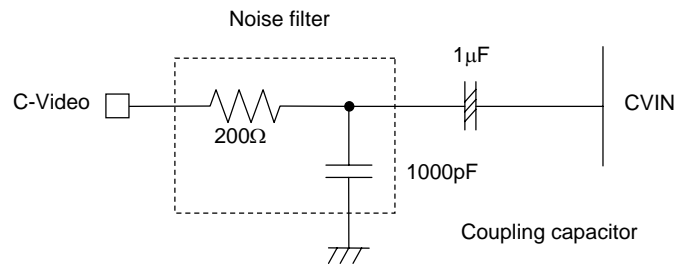 Noise filter
1μF
C-Video
CVIN
200Ω
1000pF
Coupling capacitor